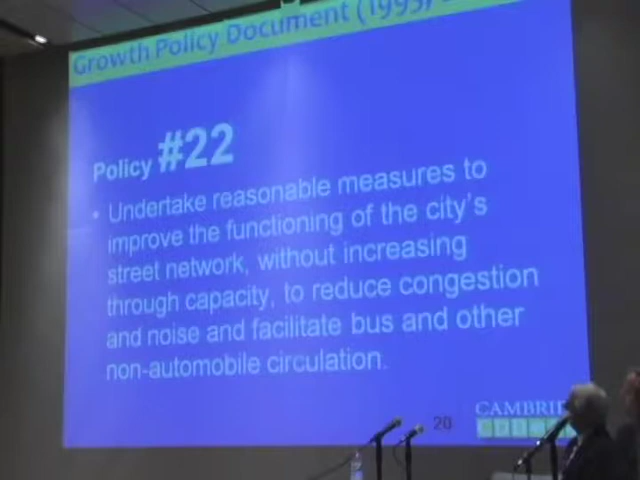 Growth Policy Document (1993,
Policy #22
• Undertake reasonable measures to
improve the functioning of the city's
street network, without increasing
through capacity, to reduce congestion
and noise and facilitate bus and other
non-automobile circulation.
20
CAMBRI